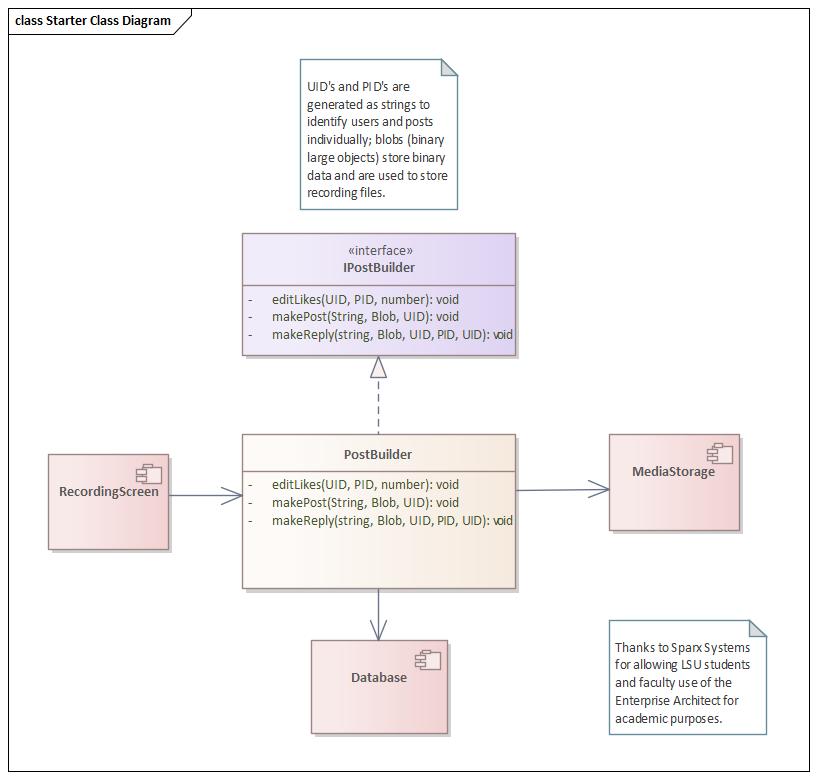 class Starter Class Diagram
UID's and PID's are
generated as strings to
identify users and posts
individually; blobs (binary
large objects) store binary
data and are used to store
recording files.
«interface»
IPostBuilder
- editLikes(UID, PID, number): void
- makePost(String, Blob, UID): void
- makeReply(string, Blob, UID, PID, UID): void
PostBuilder
- editLikes(UID, PID, number): void
- makePost(String, Blob, UID): void
- makeReply(string, Blob, UID, PID, UID): void
RecordingScreen
MediaStorage
Database
Thanks to Sparx Systems
for allowing LSU students
and faculty use of the
Enterprise Architect for
academic purposes.